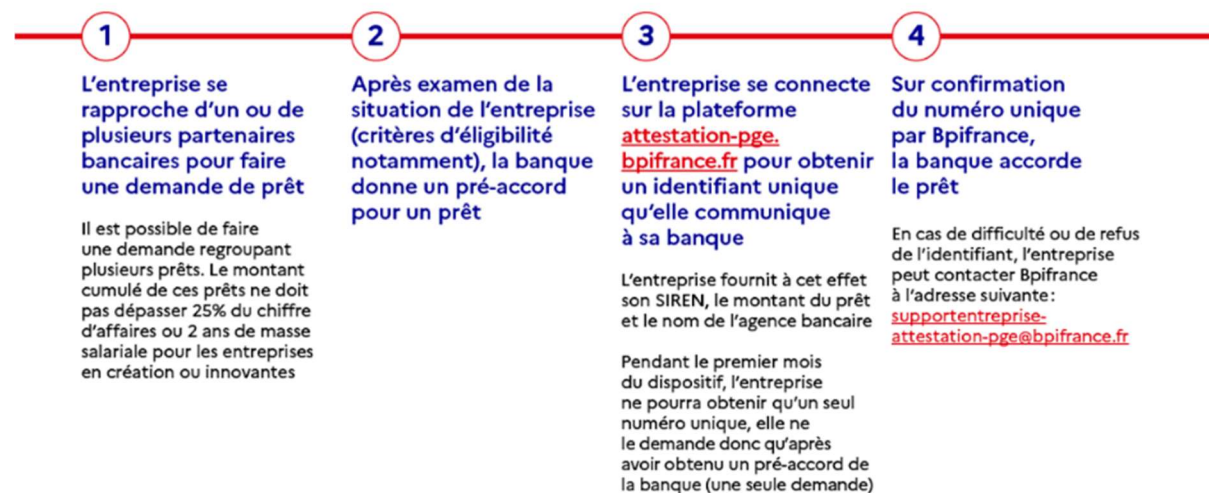 1
L'entreprise se
rapproche d'un ou de
plusieurs partenaires
bancaires pour faire
une demande de prêt
Il est possible de faire
une demande regroupant
plusieurs prêts. Le montant
cumulé de ces prêts ne doit
pas dépasser 25% du chiffre
d'affaires ou 2 ans de masse
salariale pour les entreprises
en création ou innovantes
2
Après examen de la
situation de l'entreprise
(critères d'éligibilité
notamment), la banque
donne un pré-accord
pour un prêt
3
L'entreprise se connecte
sur la plateforme
attestation-pge.
bpifrance.fr pour obtenir
un identifiant unique
qu'elle communique
à sa banque
L'entreprise fournit à cet effet
son SIREN, le montant du prêt
et le nom de l'agence bancaire
Pendant le premier mois
du dispositif, l'entreprise
ne pourra obtenir qu'un seul
numéro unique, elle ne
le demande donc qu'après
avoir obtenu un pré-accord de
la banque (une seule demande)
4
Sur confirmation
du numéro unique
par Bpifrance,
la banque accorde
le prêt
En cas de difficulté ou de refus
de l'identifiant, l'entreprise
peut contacter Bpifrance
à l'adresse suivante :
supportentreprise-
attestation-pge@bpifrance.fr